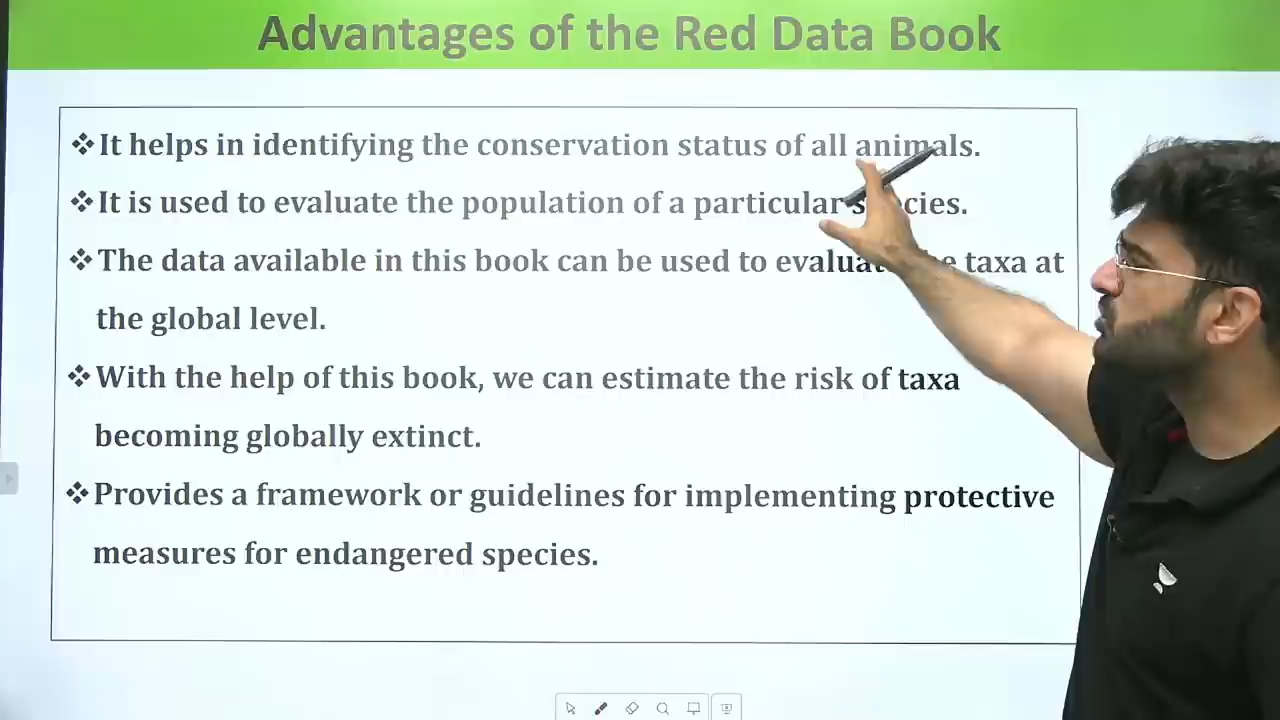 Advantages of the Red Data Book
❖It helps in identifying the conservation status of all animals.
❖It is used to evaluate the population of a particular species.
❖The data available in this book can be used to evaluate the taxa at
the global level.
❖With the help of this book, we can estimate the risk of taxa
becoming globally extinct.
❖Provides a framework or guidelines for implementing protective
measures for endangered species.